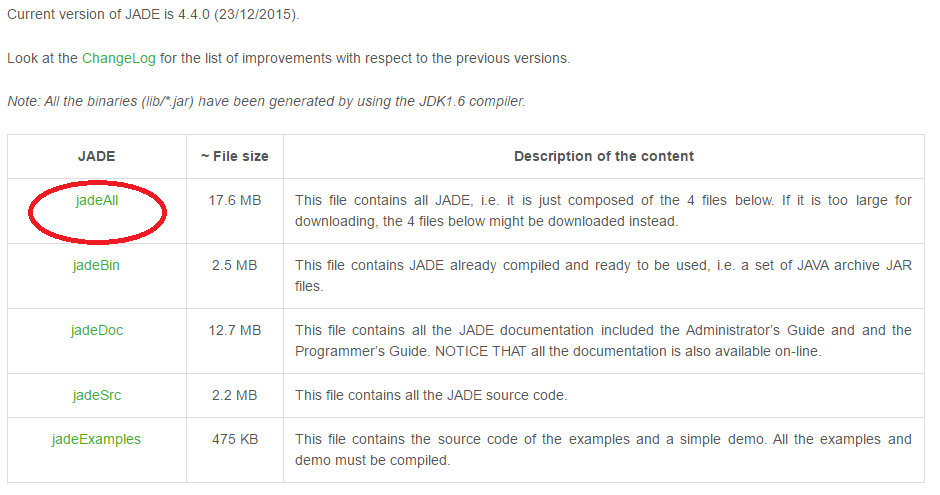 Current version of JADE is 4.4.0 (23/12/2015).
Look at the ChangeLog for the list of improvements with respect to the previous versions.
Note: All the binaries (lib/*.jar) have been generated by using the JDK1.6 compiler.
JADE ~ File size Description of the content
jadeAll 17.6 MB This file contains all JADE, i.e. it is just composed of the 4 files below. If it is too large for
downloading, the 4 files below might be downloaded instead.
jadeBin 2.5 MB This file contains JADE already compiled and ready to be used, i.e. a set of JAVA archive JAR
files.
jadeDoc 12.7 MB This file contains all the JADE documentation included the Administrator’s Guide and and the
Programmer’s Guide. NOTICE THAT all the documentation is also available on-line.
jadeSrc 2.2 MB This file contains all the JADE source code.
jadeExamples 475 KB This file contains the source code of the examples and a simple demo. All the examples and
demo must be compiled.